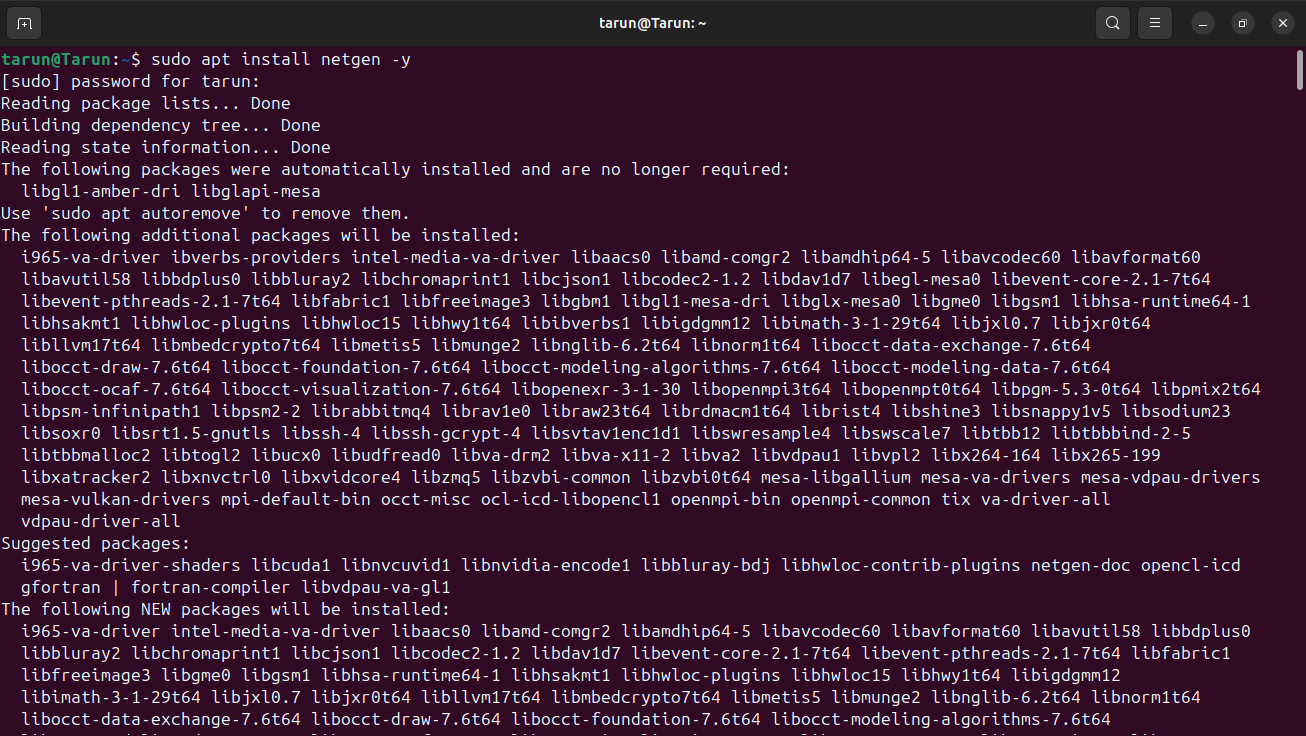 tarun@Tarun: ~
tarun@Tarun:~$ sudo apt install netgen -y
[sudo] password for tarun:
Reading package lists... Done
Building dependency tree... Done
Reading state information... Done
The following packages were automatically installed and are no longer required:
  libgl1-amber-dri libglapi-mesa
Use 'sudo apt autoremove' to remove them.
The following additional packages will be installed:
  i965-va-driver ibverbs-providers intel-media-va-driver libaacs0 libamd-comgr2 libamdhip64-5 libavcodec60 libavformat60
  libavutil58 libbdplus0 libbluray2 libchromaprint1 libcjson1 libcodec2-1.2 libdav1d7 libegl-mesa0 libevent-core-2.1-7t64
  libevent-pthreads-2.1-7t64 libfabric1 libfreeimage3 libgbm1 libgl1-mesa-dri libglx-mesa0 libgme0 libgsm1 libhsa-runtime64-1
  libhsakmt1 libhwloc-plugins libhwloc15 libhwy1t64 libibverbs1 libigdgmm12 libimath-3-1-29t64 libjxl0.7 libjxr0t64
  libllvm17t64 libmbedcrypto7t64 libmetis5 libmunge2 libnglib-6.2t64 libnorm1t64 libocct-data-exchange-7.6t64
  libocct-draw-7.6t64 libocct-foundation-7.6t64 libocct-modeling-algorithms-7.6t64 libocct-modeling-data-7.6t64
  libocct-ocaf-7.6t64 libocct-visualization-7.6t64 libopenexr-3-1-30 libopenmpi3t64 libopenmpt0t64 libpgm-5.3-0t64 libpmix2t64
  libpsm-infinipath1 libpsm2-2 librabbitmq4 librav1e0 libraw23t64 librdmacm1t64 librist4 libshine3 libsnappy1v5 libsodium23
  libsoxr0 libsrt1.5-gnutls libssh-4 libssh-gcrypt-4 libsvtav1enc1d1 libswresample4 libswscale7 libtbb12 libtbbbind-2-5
  libtbbmalloc2 libtogl2 libucx0 libudfread0 libva-drm2 libva-x11-2 libva2 libvdpau1 libvpl2 libx264-164 libx265-199
  libxatracker2 libxnvctrl0 libxvidcore4 libzmq5 libzvbi-common libzvbi0t64 mesa-libgallium mesa-va-drivers mesa-vdpau-drivers
  mesa-vulkan-drivers mpi-default-bin occt-misc ocl-icd-libopencl1 openmpi-bin openmpi-common tix va-driver-all
  vdpau-driver-all
Suggested packages:
  i965-va-driver-shaders libcuda1 libnvcuvid1 libnvidia-encode1 libbluray-bdj libhwloc-contrib-plugins netgen-doc opencl-icd
  gfortran | fortran-compiler libvdpau-va-gl1
The following NEW packages will be installed:
  i965-va-driver intel-media-va-driver libaacs0 libamd-comgr2 libamdhip64-5 libavcodec60 libavformat60 libavutil58 libbdplus0
  libbluray2 libchromaprint1 libcjson1 libcodec2-1.2 libdav1d7 libevent-core-2.1-7t64 libevent-pthreads-2.1-7t64 libfabric1
  libfreeimage3 libgme0 libgsm1 libhsa-runtime64-1 libhsakmt1 libhwloc-plugins libhwloc15 libhwy1t64 libigdgmm12
  libimath-3-1-29t64 libjxl0.7 libjxr0t64 libllvm17t64 libmbedcrypto7t64 libmetis5 libmunge2 libnglib-6.2t64 libnorm1t64
  libocct-data-exchange-7.6t64 libocct-draw-7.6t64 libocct-foundation-7.6t64 libocct-modeling-algorithms-7.6t64